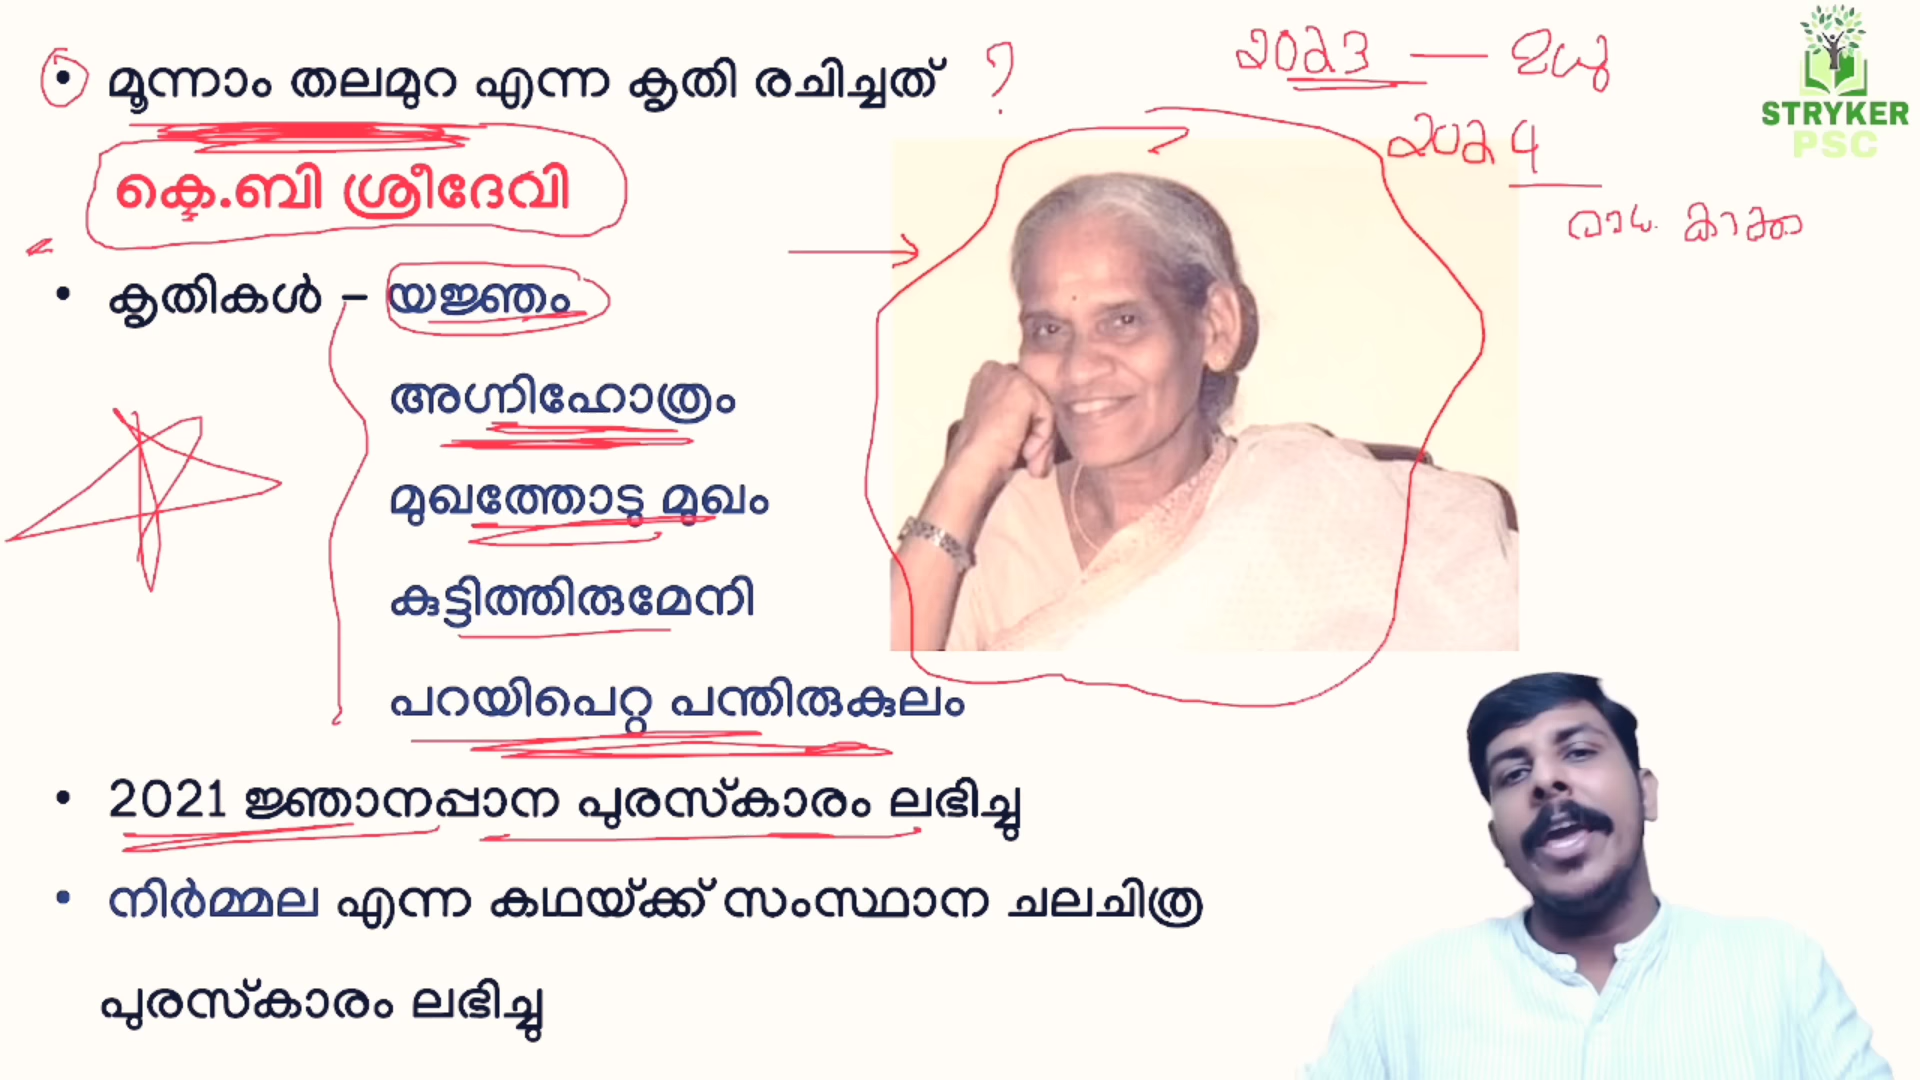 • മൂന്നാം തലമുറ എന്ന കൃതി രചിച്ചത് ?
കെ.ബി ശ്രീദേവി
• കൃതികൾ – യജ്ഞം
അഗ്നിഹോത്രം
മുഖത്തോടു മുഖം
കുട്ടിത്തിരുമേനി
പറയിപെറ്റ പന്തിരുകുലം
• 2021 ജ്ഞാനപ്പാന പുരസ്കാരം ലഭിച്ചു
• നിർമ്മല എന്ന കഥയ്ക്ക് സംസ്ഥാന ചലചിത്ര
പുരസ്കാരം ലഭിച്ചു
2023 —
2024
STRYKER
PSC